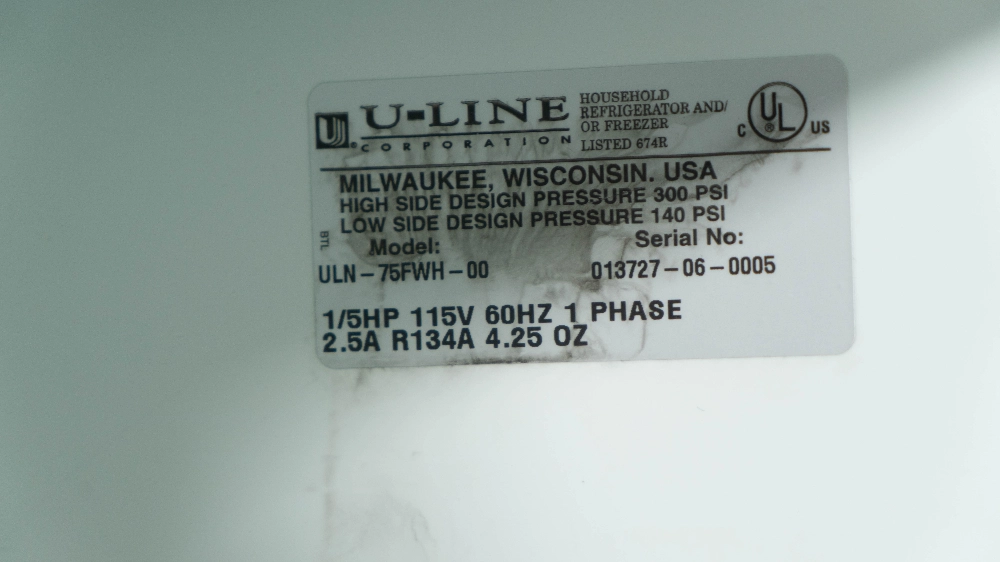 U-LINE
CORPORATION
HOUSEHOLD
REFRIGERATOR AND/
OR FREEZER
LISTED 674R
C UL® US
MILWAUKEE, WISCONSIN. USA
HIGH SIDE DESIGN PRESSURE 300 PSI
LOW SIDE DESIGN PRESSURE 140 PSI
BTL
Model: Serial No:
ULN-75FWH-00 013727-06-0005
1/5HP 115V 60HZ 1 PHASE
2.5A R134A 4.25 OZ